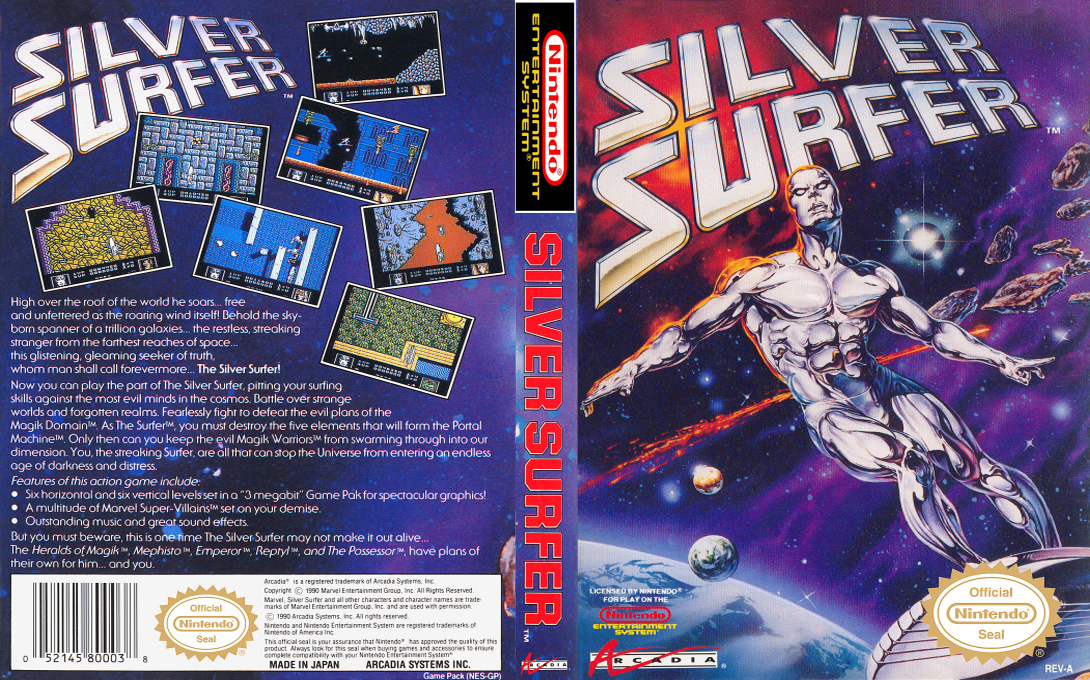 SILVER
SURFER™
High over the roof of the world he soars... free
and unfettered as the roaring wind itself! Behold the sky-
born spanner of a trillion galaxies... the restless, streaking
stranger from the farthest reaches of space...
this glistening, gleaming seeker of truth,
whom man shall call forevermore... The Silver Surfer!
Now you can play the part of The Silver Surfer, pitting your surfing
skills against the most evil minds in the cosmos. Battle over strange
worlds and forgotten realms. Fearlessly fight to defeat the evil plans of the
Magik Domain™. As The Surfer™, you must destroy the five elements that will form the Portal
Machine™. Only then can you keep the evil Magik Warriors™ from swarming through into our
dimension. You, the streaking Surfer, are all that can stop the Universe from entering an endless
age of darkness and distress.
Features of this action game include:
• Six horizontal and six vertical levels set in a "3 megabit" Game Pak for spectacular graphics!
• A multitude of Marvel Super-Villains™ set on your demise.
• Outstanding music and great sound effects.
But you must beware, this is one time The Silver Surfer may not make it out alive...
The Heralds of Magik™, Mephisto™, Emperor™, Reptyl™, and The Possessor™, have plans of
their own for him... and you.
0 52145 80003 8
Official
Nintendo®
Seal
®
Arcadia® is a registered trademark of Arcadia Systems, Inc.
Copyright © 1990 Marvel Entertainment Group, Inc. All Rights Reserved.
Marvel, Silver Surfer and all other characters and character names are trade-
marks of Marvel Entertainment Group, Inc. and are used with permission.
© 1990 Arcadia Systems, Inc. All rights reserved.
Nintendo and Nintendo Entertainment System are registered trademarks of
Nintendo of America Inc.
This official seal is your assurance that Nintendo® has approved the quality of this
product. Always look for this seal when buying games and accessories to ensure
complete compatibility with your Nintendo Entertainment System®
MADE IN JAPAN ARCADIA SYSTEMS INC.
Game Pack (NES-GP)
Nintendo®
ENTERTAINMENT
SYSTEM®
SILVER SURFER™
ARCADIA
SILVER
SURFER™
LICENSED BY NINTENDO®
FOR PLAY ON THE
Nintendo
ENTERTAINMENT
SYSTEM®
ARCADIA®
Official
Nintendo®
Seal
®
REV-A